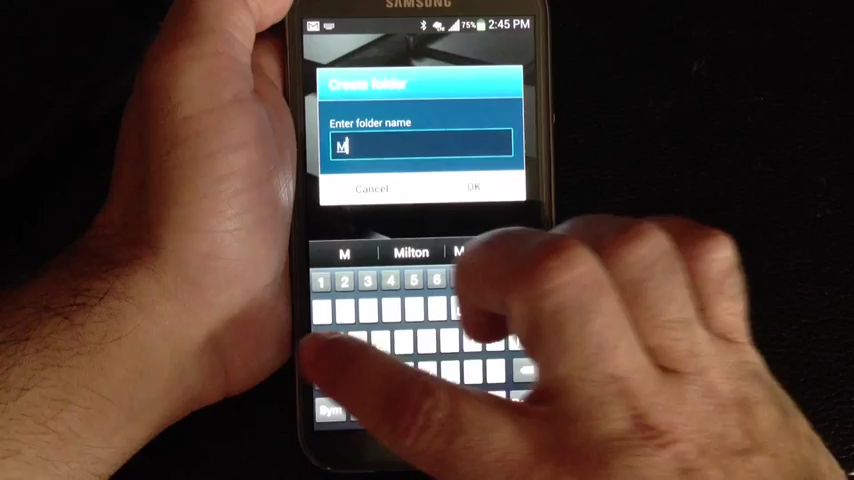 SAMSUNG
75% 2:45 PM
Create folder
Enter folder name
M
Cancel OK
M Milton M
1 2 3 4 5 6
Sym